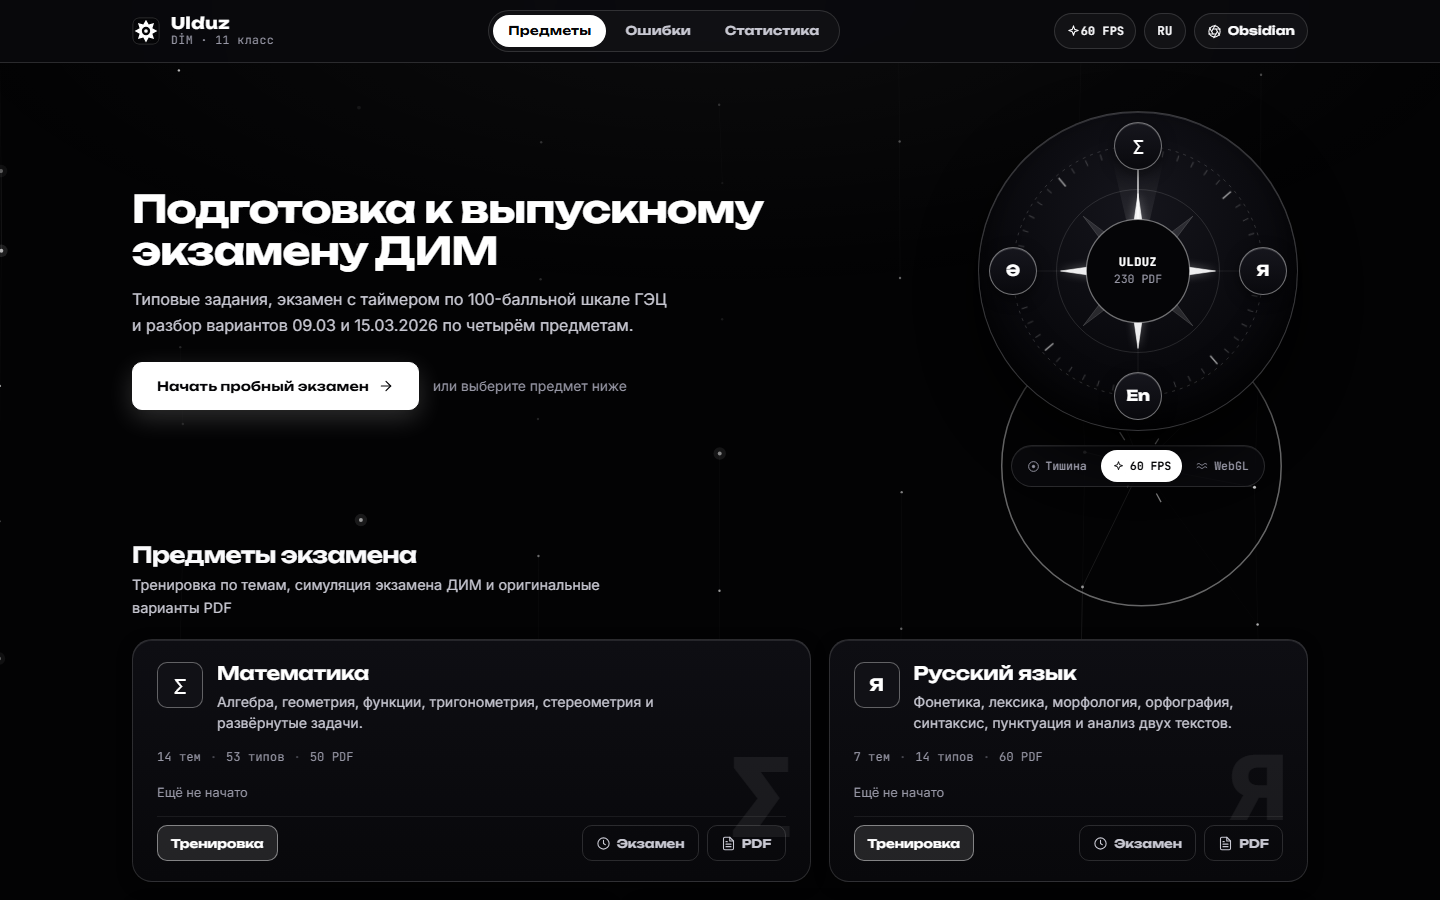 Ulduz
DİM · 11 класс
Предметы
Ошибки
Статистика
60 FPS
RU
Obsidian
Σ
Ə
ULDUZ
230 PDF
Я
En
Подготовка к выпускному
экзамену ДИМ
Типовые задания, экзамен с таймером по 100-балльной шкале ГЭЦ
и разбор вариантов 09.03 и 15.03.2026 по четырём предметам.
Начать пробный экзамен →
или выберите предмет ниже
Тишина
60 FPS
WebGL
Предметы экзамена
Тренировка по темам, симуляция экзамена ДИМ и оригинальные
варианты PDF
Σ
Математика
Алгебра, геометрия, функции, тригонометрия, стереометрия и
развёрнутые задачи.
14 тем · 53 типов · 50 PDF
Ещё не начато
Σ
Тренировка
Экзамен
PDF
Я
Русский язык
Фонетика, лексика, морфология, орфография,
синтаксис, пунктуация и анализ двух текстов.
7 тем · 14 типов · 60 PDF
Ещё не начато
Я
Тренировка
Экзамен
PDF